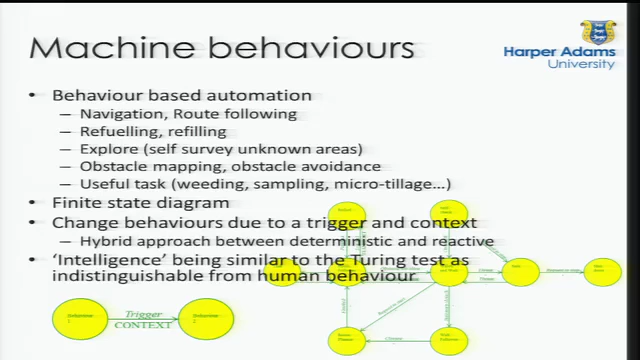 Machine behaviours
Harper Adams
University
• Behaviour based automation
– Navigation, Route following
– Refuelling, refilling
– Explore (self survey unknown areas)
– Obstacle mapping, obstacle avoidance
– Useful task (weeding, sampling, micro-tillage...)
• Finite state diagram
• Change behaviours due to a trigger and context
– Hybrid approach between deterministic and reactive
• 'Intelligence' being similar to the Turing test as
indistinguishable from human behaviour
Behaviour
1
Trigger
CONTEXT
Behaviour
2